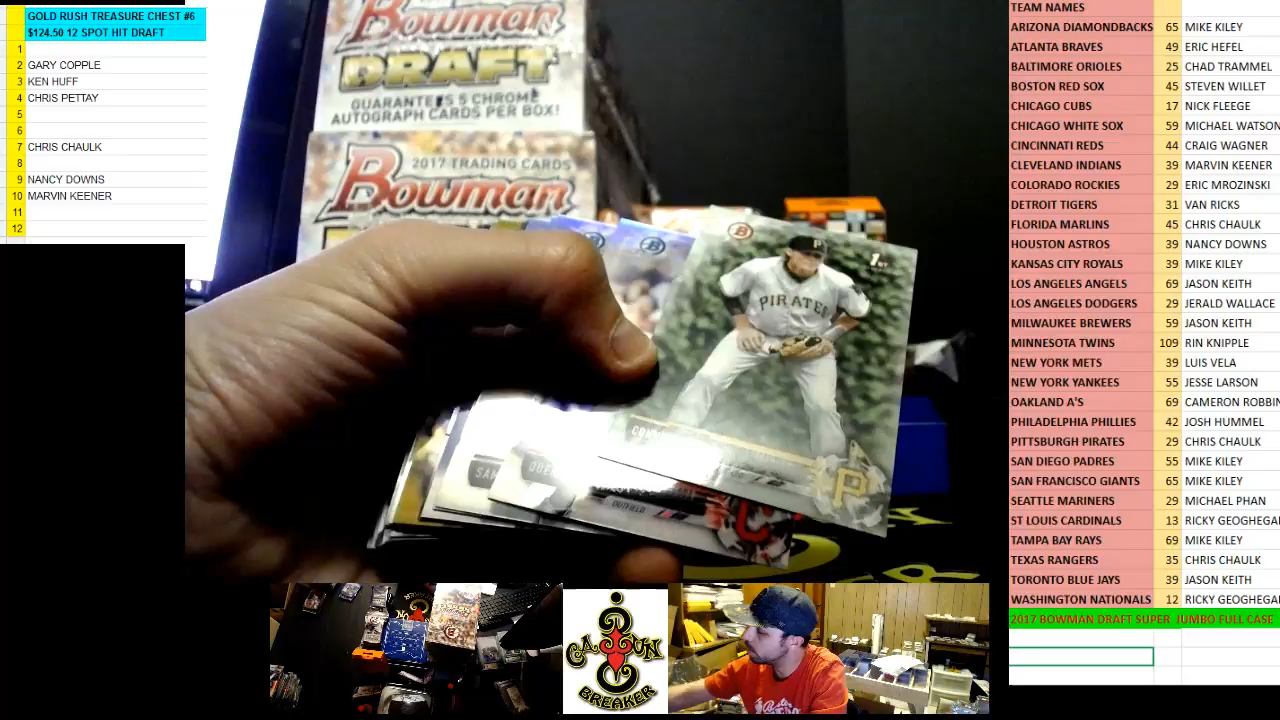 GOLD RUSH TREASURE CHEST #6
$124.50 12 SPOT HIT DRAFT
1
2 GARY COPPLE
3 KEN HUFF
4 CHRIS PETTAY
5
6
7 CHRIS CHAULK
8
9 NANCY DOWNS
10 MARVIN KEENER
11
12
Bowman
DRAFT
GUARANTEES 5 CHROME
AUTOGRAPH CARDS PER BOX!
2017 TRADING CARDS
Bowman
B
B
1ST
P
PIRATES
SAM
OUTFIELD
P
CAJUN
BREAKER
TEAM NAMES
ARIZONA DIAMONDBACKS 65 MIKE KILEY
ATLANTA BRAVES 49 ERIC HEFEL
BALTIMORE ORIOLES 25 CHAD TRAMMEL
BOSTON RED SOX 45 STEVEN WILLET
CHICAGO CUBS 17 NICK FLEEGE
CHICAGO WHITE SOX 59 MICHAEL WATSON
CINCINNATI REDS 44 CRAIG WAGNER
CLEVELAND INDIANS 39 MARVIN KEENER
COLORADO ROCKIES 29 ERIC MROZINSKI
DETROIT TIGERS 31 VAN RICKS
FLORIDA MARLINS 45 CHRIS CHAULK
HOUSTON ASTROS 39 NANCY DOWNS
KANSAS CITY ROYALS 39 MIKE KILEY
LOS ANGELES ANGELS 69 JASON KEITH
LOS ANGELES DODGERS 29 JERALD WALLACE
MILWAUKEE BREWERS 59 JASON KEITH
MINNESOTA TWINS 109 RIN KNIPPLE
NEW YORK METS 39 LUIS VELA
NEW YORK YANKEES 55 JESSE LARSON
OAKLAND A'S 69 CAMERON ROBBIN
PHILADELPHIA PHILLIES 42 JOSH HUMMEL
PITTSBURGH PIRATES 29 CHRIS CHAULK
SAN DIEGO PADRES 55 MIKE KILEY
SAN FRANCISCO GIANTS 65 MIKE KILEY
SEATTLE MARINERS 29 MICHAEL PHAN
ST LOUIS CARDINALS 13 RICKY GEOGHEGA
TAMPA BAY RAYS 69 MIKE KILEY
TEXAS RANGERS 35 CHRIS CHAULK
TORONTO BLUE JAYS 39 JASON KEITH
WASHINGTON NATIONALS 12 RICKY GEOGHEGA
2017 BOWMAN DRAFT SUPER JUMBO FULL CASE